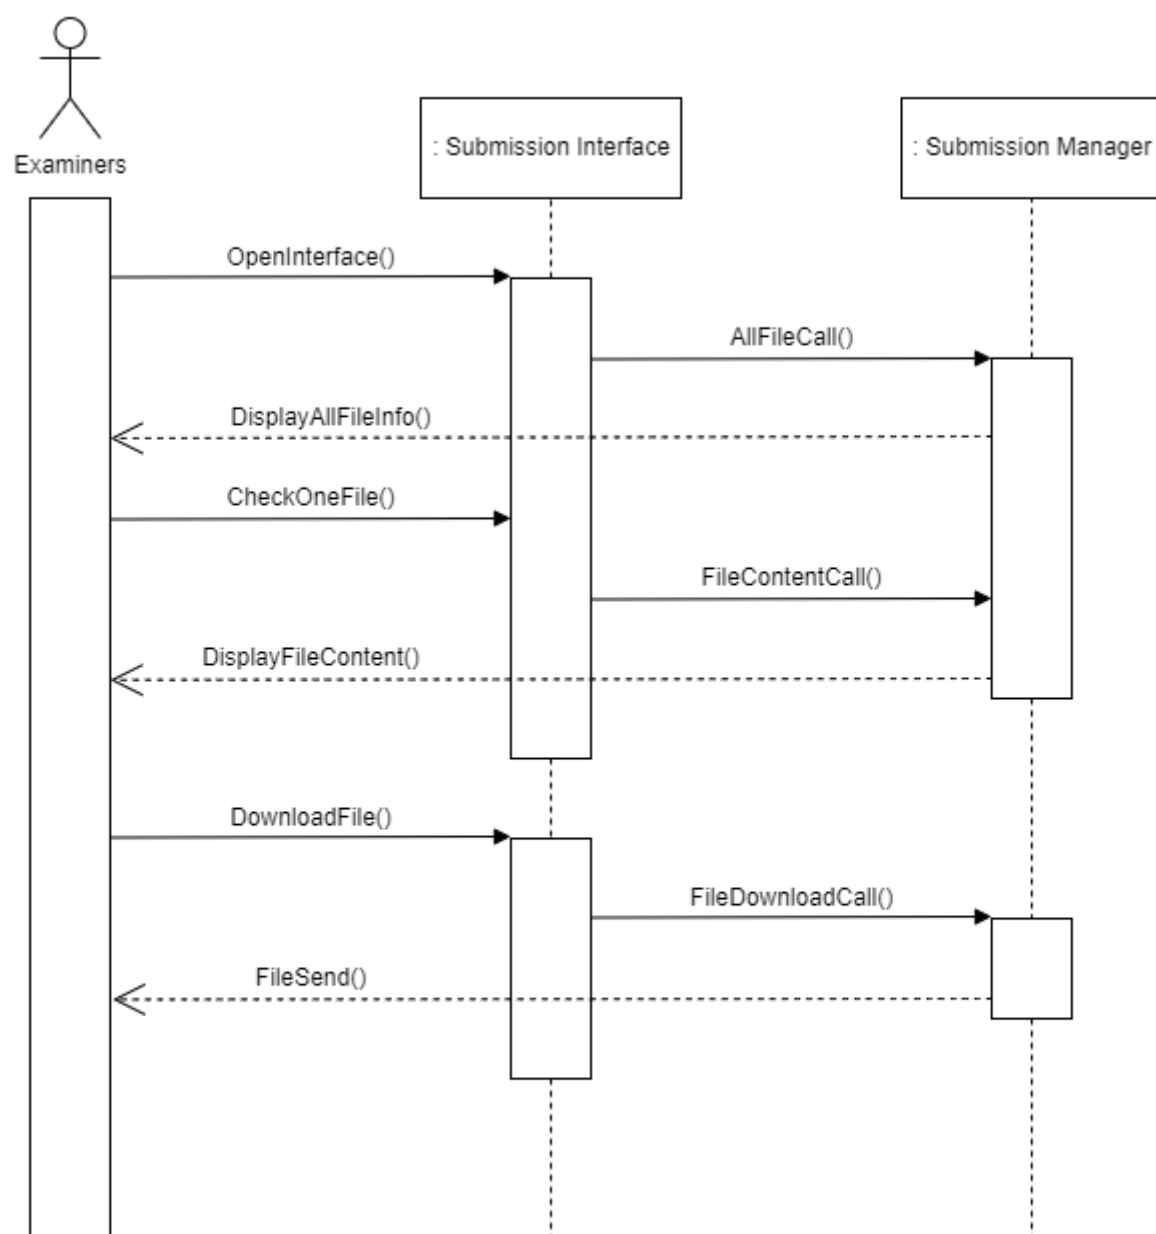 Examiners
: Submission Interface
: Submission Manager
OpenInterface()
AllFileCall()
DisplayAllFileInfo()
CheckOneFile()
FileContentCall()
DisplayFileContent()
DownloadFile()
FileDownloadCall()
FileSend()